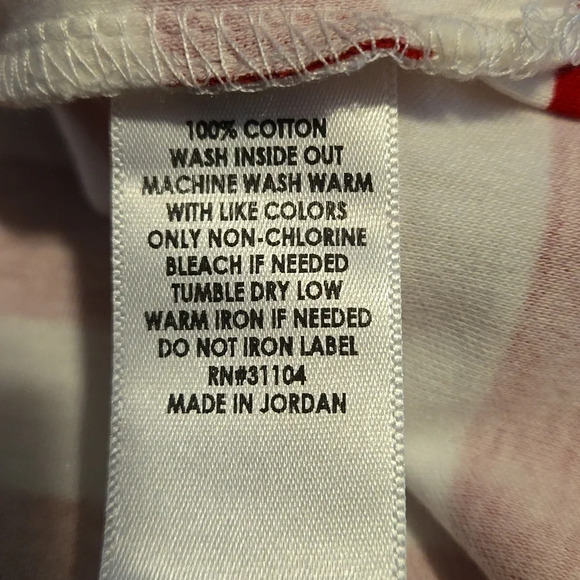 100% COTTON
WASH INSIDE OUT
MACHINE WASH WARM
WITH LIKE COLORS
ONLY NON-CHLORINE
BLEACH IF NEEDED
TUMBLE DRY LOW
WARM IRON IF NEEDED
DO NOT IRON LABEL
RN#31104
MADE IN JORDAN